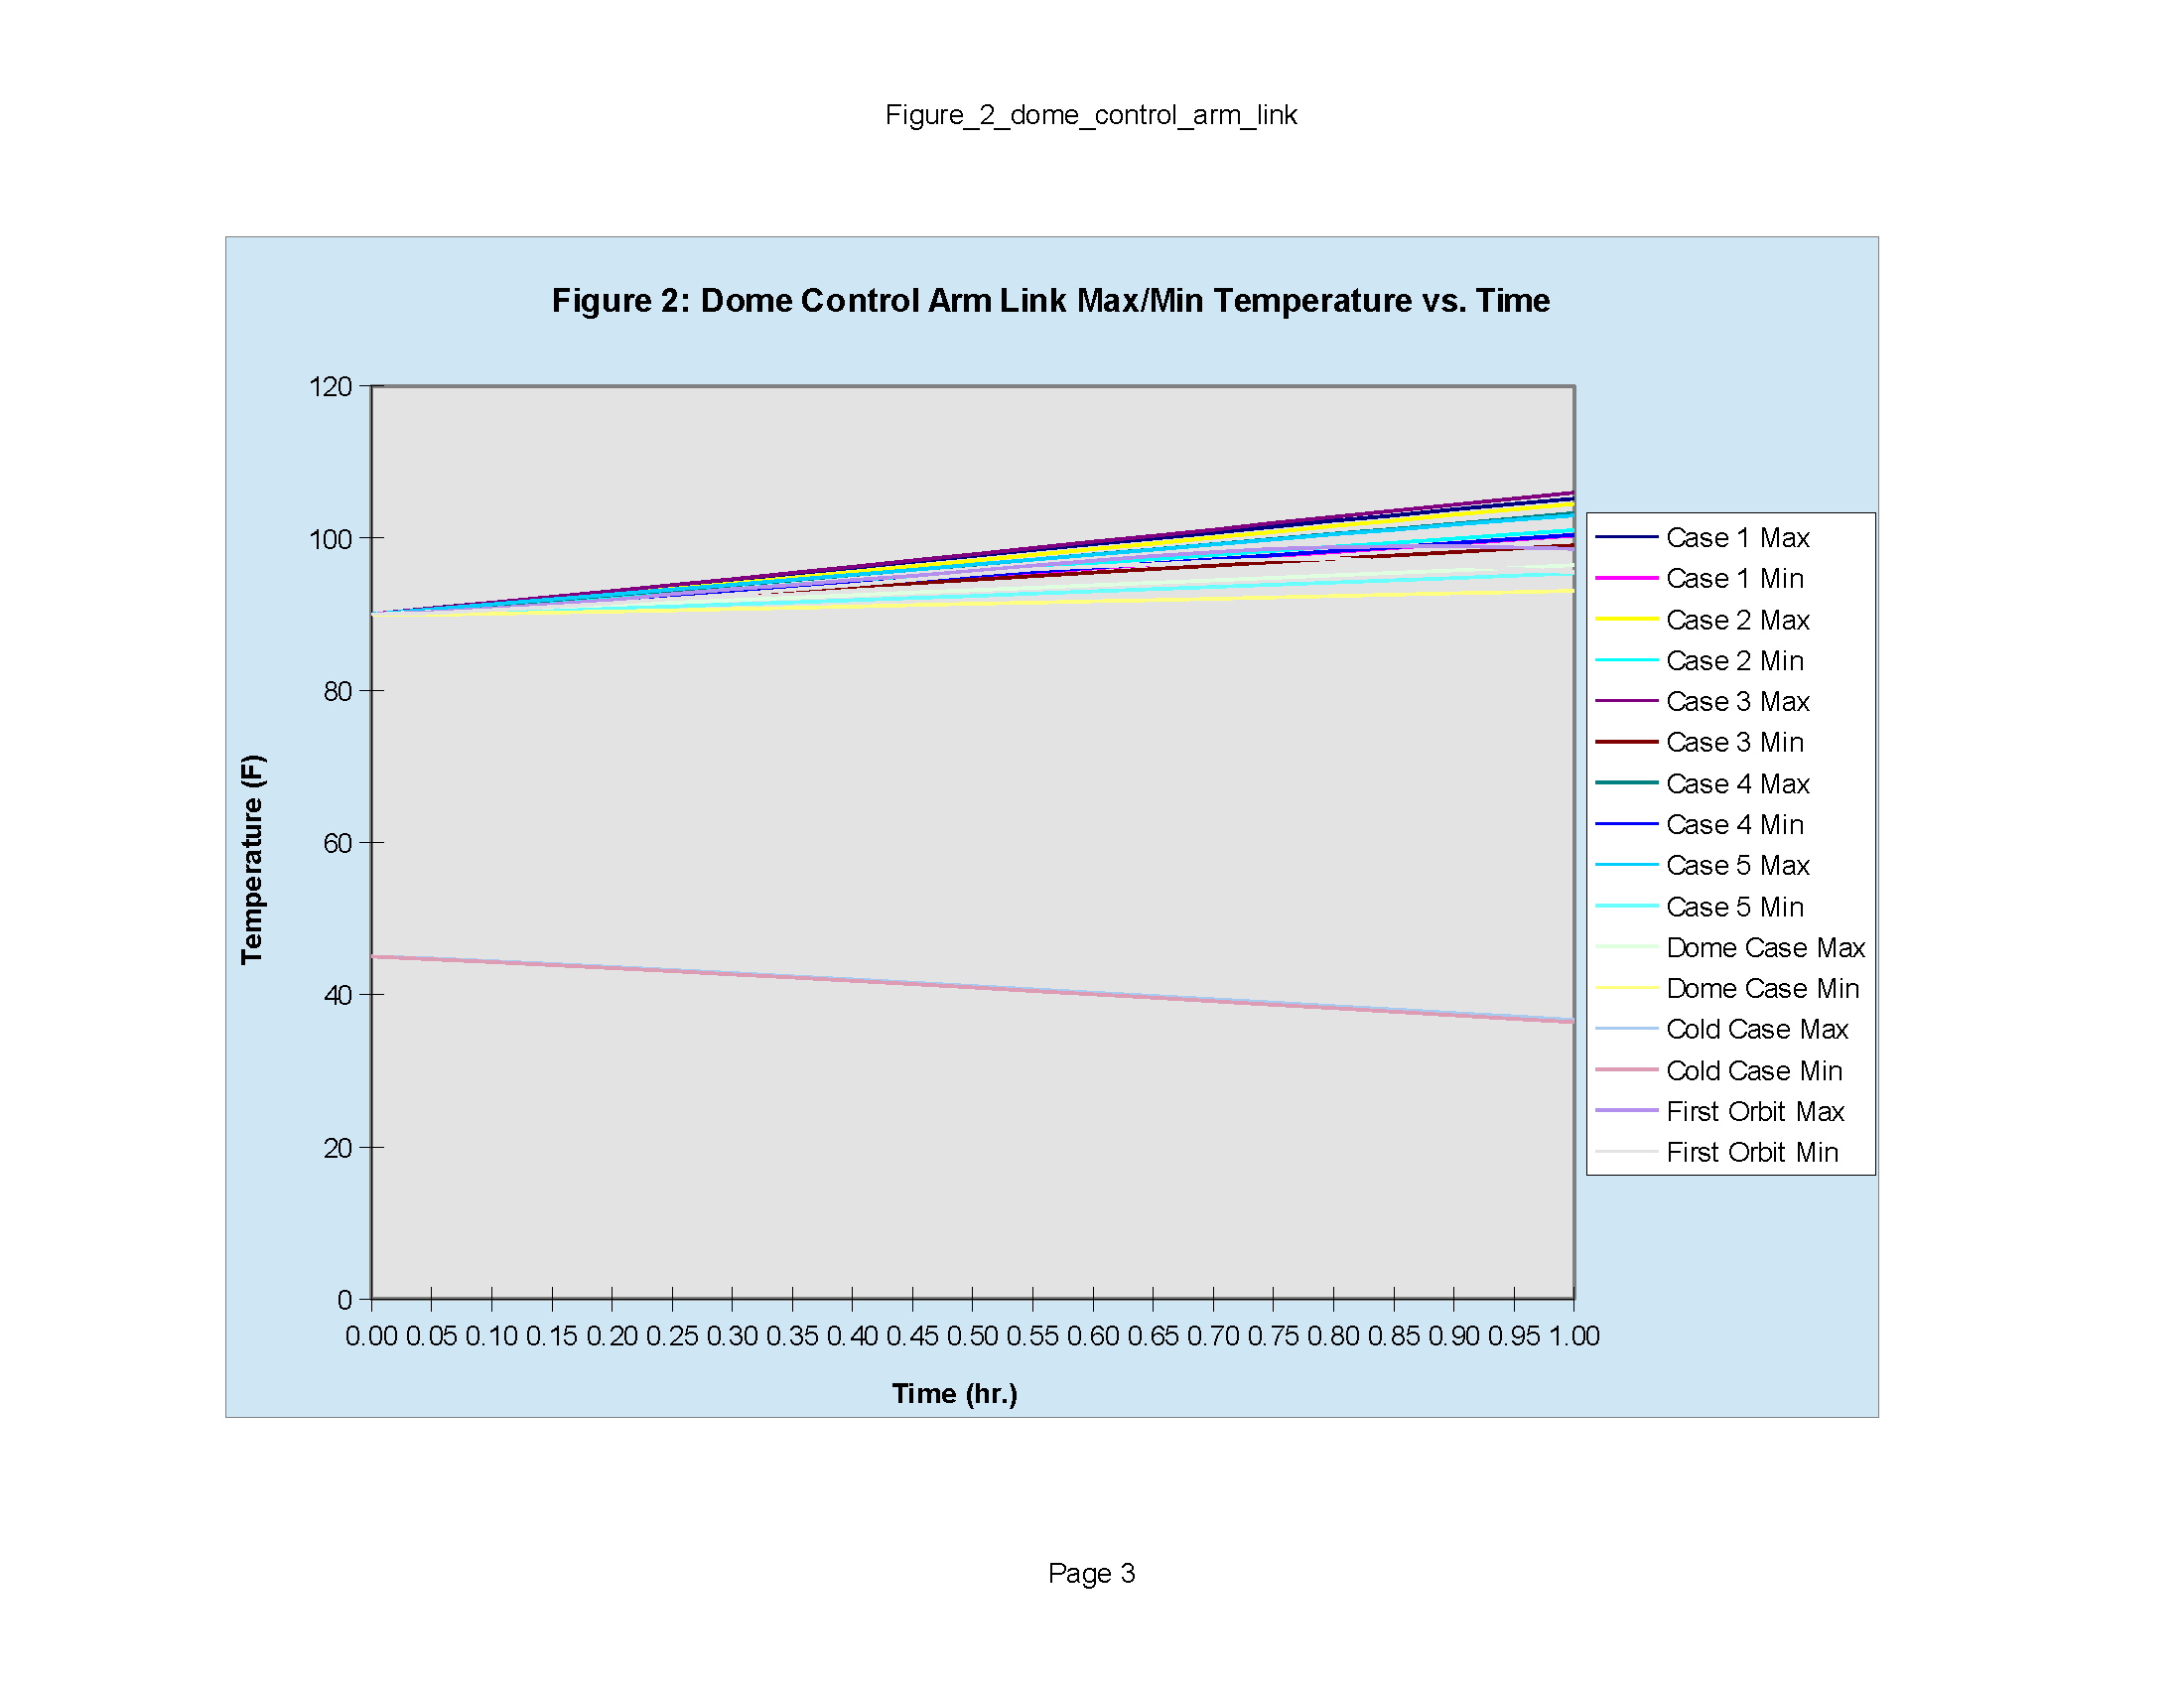 Figure_2_dome_control_arm_link
Figure 2: Dome Control Arm Link Max/Min Temperature vs. Time
120
100
80
60
40
20
0
Temperature (F)
0.00 0.05 0.10 0.15 0.20 0.25 0.30 0.35 0.40 0.45 0.50 0.55 0.60 0.65 0.70 0.75 0.80 0.85 0.90 0.95 1.00
Time (hr.)
Case 1 Max
Case 1 Min
Case 2 Max
Case 2 Min
Case 3 Max
Case 3 Min
Case 4 Max
Case 4 Min
Case 5 Max
Case 5 Min
Dome Case Max
Dome Case Min
Cold Case Max
Cold Case Min
First Orbit Max
First Orbit Min
Page 3